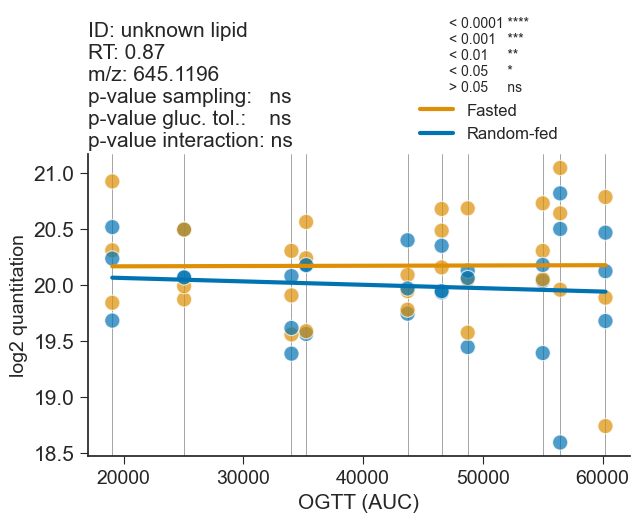 ID: unknown lipid
RT: 0.87
m/z: 645.1196
p-value sampling: ns
p-value gluc. tol.: ns
p-value interaction: ns
< 0.0001 ****
< 0.001 ***
< 0.01 **
< 0.05 *
> 0.05 ns
Fasted
Random-fed
21.0
20.5
20.0
19.5
19.0
18.5
log2 quantitation
20000 30000 40000 50000 60000
OGTT (AUC)